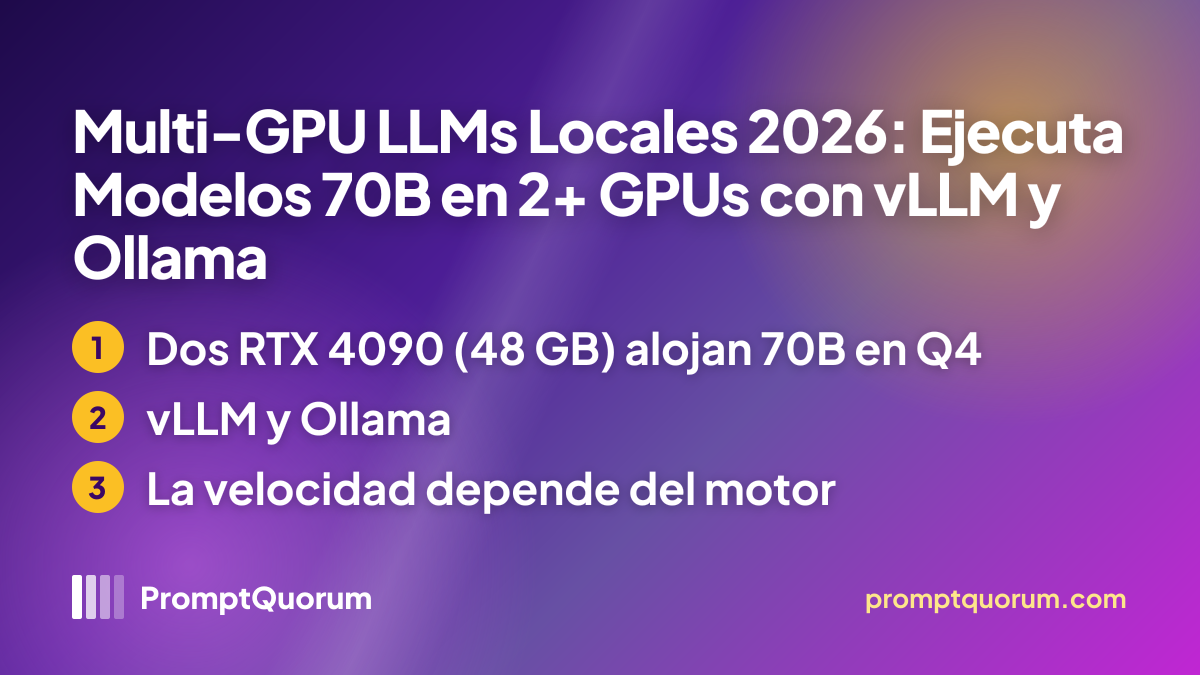 Multi-GPU LLMs Locales 2026: Ejecuta
Modelos 70B en 2+ GPUs con vLLM y
Ollama
1 Dos RTX 4090 (48 GB) alojan 70B en Q4
2 vLLM y Ollama
3 La velocidad depende del motor
PromptQuorum
promptquorum.com